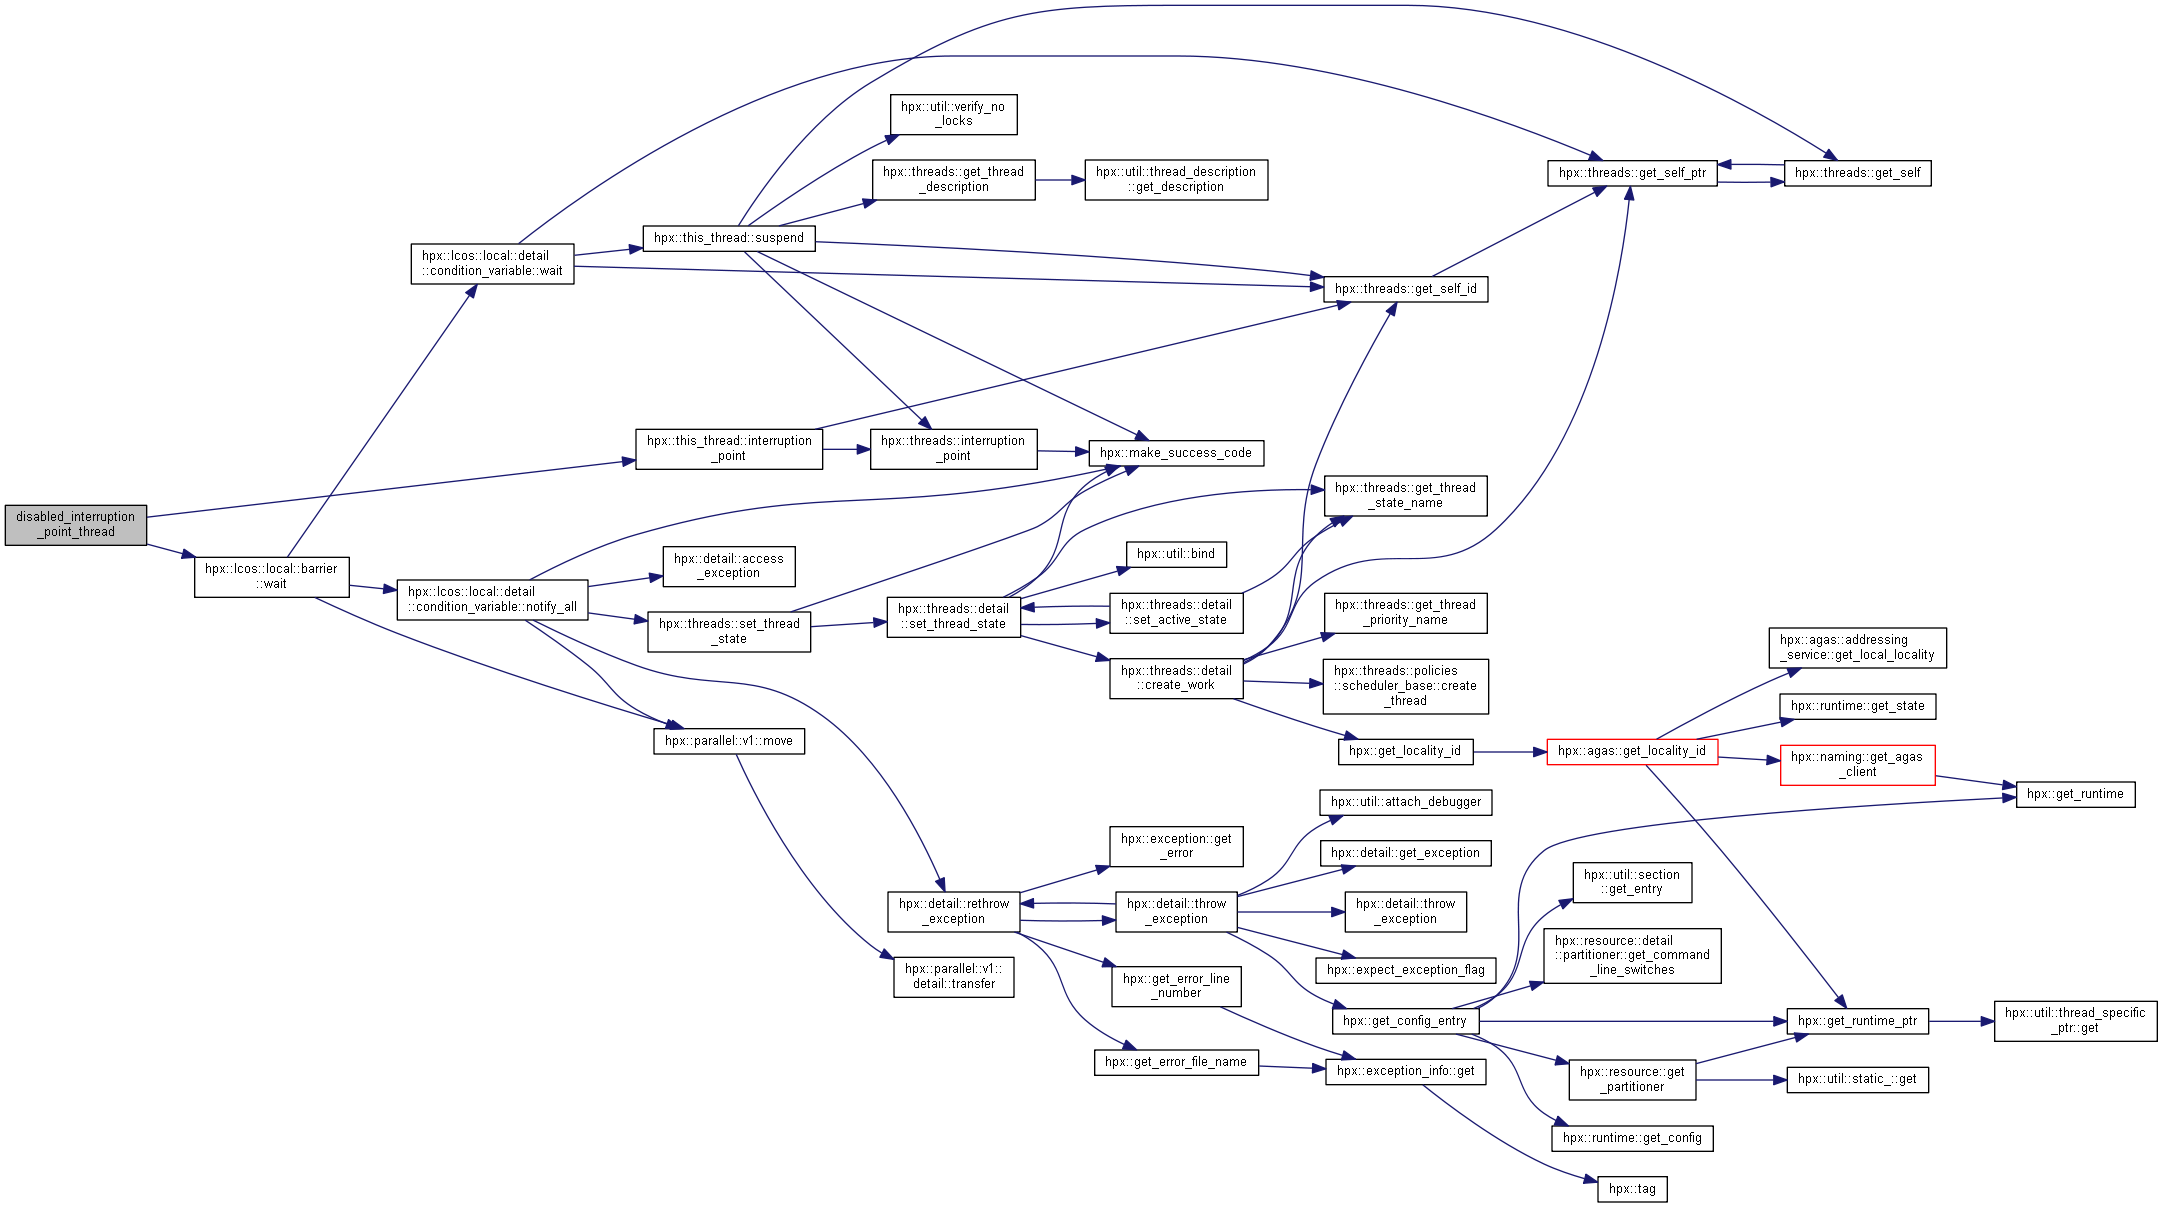 disabled_interruption
_point_thread
hpx::lcos::local::barrier
::wait
hpx::lcos::local::detail
::condition_variable::wait
hpx::lcos::local::detail
::condition_variable::notify_all
hpx::this_thread::suspend
hpx::this_thread::interruption
_point
hpx::detail::access
_exception
hpx::threads::set_thread
_state
hpx::parallel::v1::move
hpx::util::verify_no
_locks
hpx::threads::get_thread
_description
hpx::threads::interruption
_point
hpx::threads::detail
::set_thread_state
hpx::detail::rethrow
_exception
hpx::parallel::v1::
detail::transfer
hpx::util::thread_description
::get_description
hpx::make_success_code
hpx::util::bind
hpx::threads::detail
::set_active_state
hpx::threads::detail
::create_work
hpx::exception::get
_error
hpx::detail::throw
_exception
hpx::get_error_line
_number
hpx::get_error_file_name
hpx::threads::get_self_id
hpx::threads::get_thread
_state_name
hpx::threads::get_thread
_priority_name
hpx::threads::policies
::scheduler_base::create
_thread
hpx::get_locality_id
hpx::util::attach_debugger
hpx::detail::get_exception
hpx::detail::throw
_exception
hpx::expect_exception_flag
hpx::get_config_entry
hpx::exception_info::get
hpx::threads::get_self_ptr
hpx::agas::get_locality_id
hpx::util::section
::get_entry
hpx::resource::detail
::partitioner::get_command
_line_switches
hpx::resource::get
_partitioner
hpx::runtime::get_config
hpx::tag
hpx::threads::get_self
hpx::agas::addressing
_service::get_local_locality
hpx::runtime::get_state
hpx::naming::get_agas
_client
hpx::get_runtime_ptr
hpx::util::static_::get
hpx::get_runtime
hpx::util::thread_specific
_ptr::get